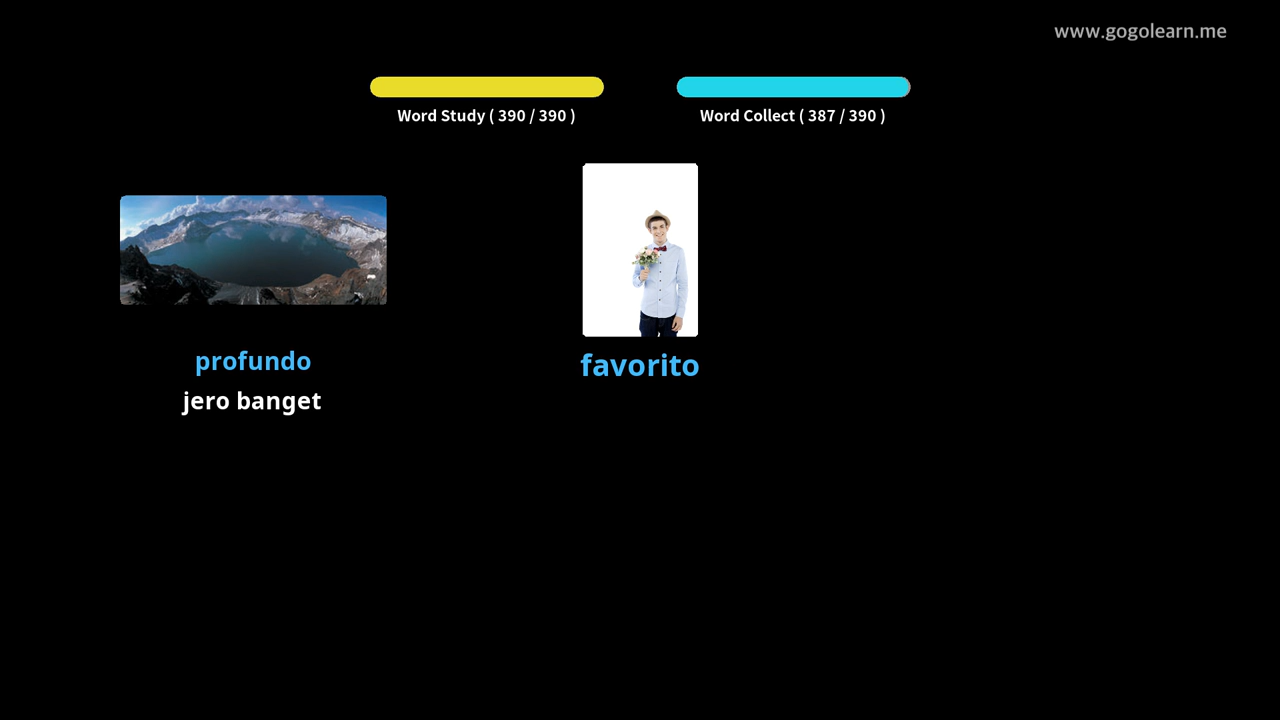 www.gogolearn.me
Word Study ( 390 / 390 )
Word Collect ( 387 / 390 )
profundo
jero banget
favorito